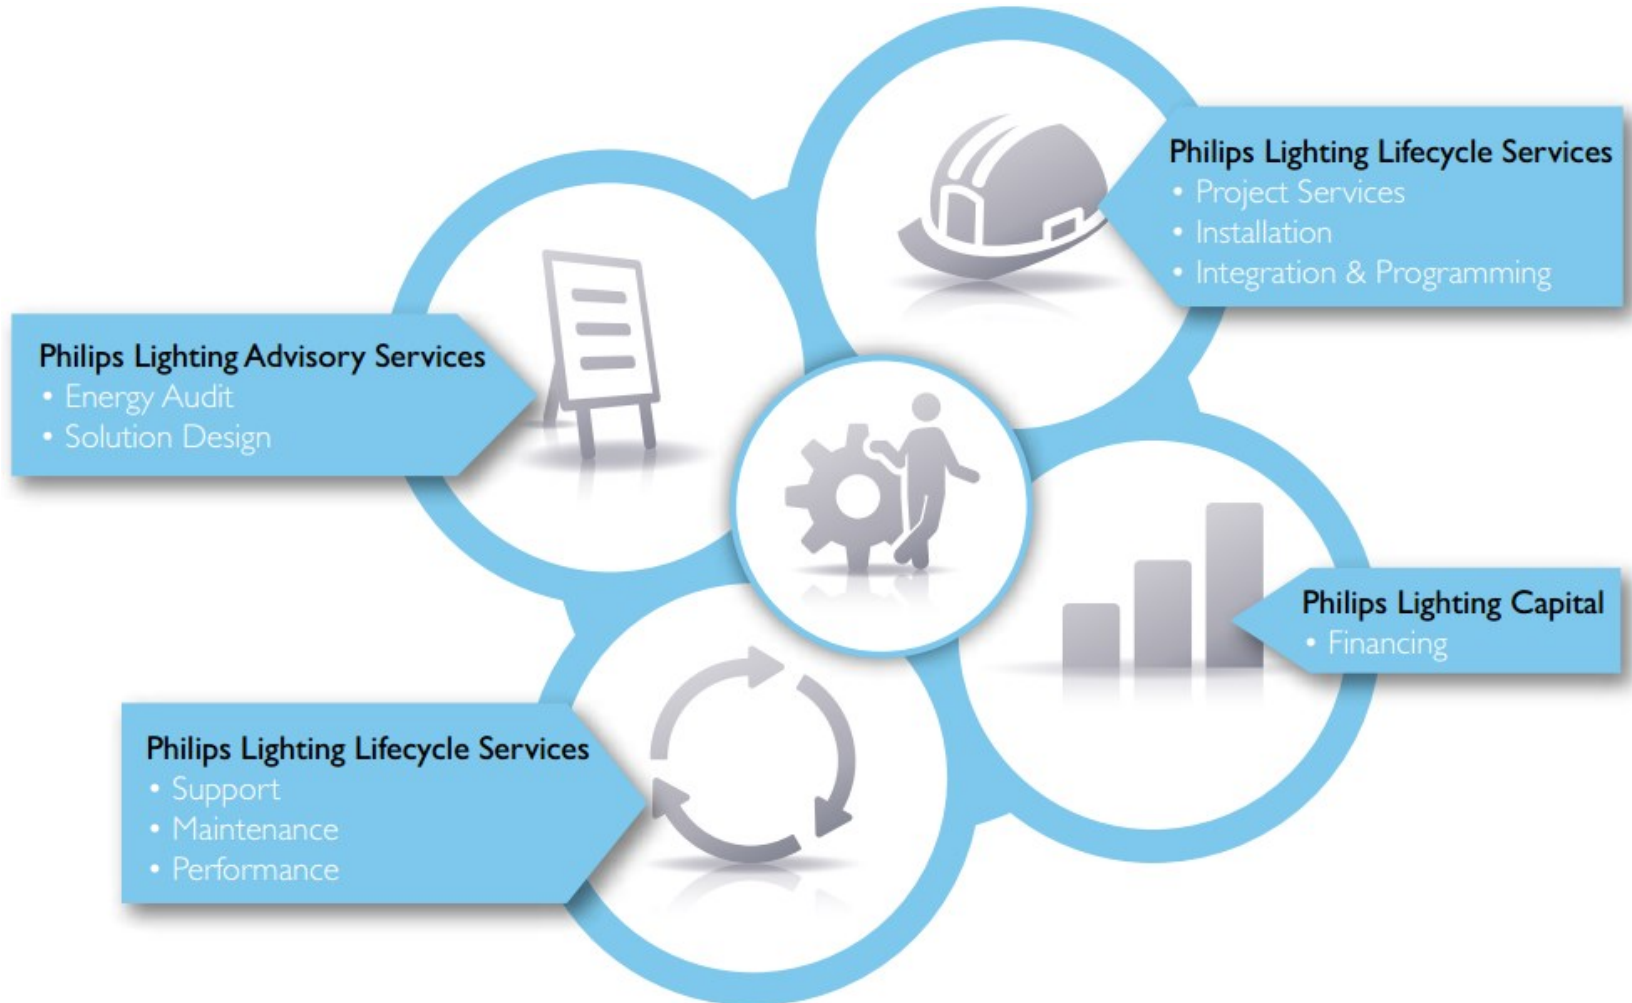 Philips Lighting Lifecycle Services
• Project Services
• Installation
• Integration & Programming
Philips Lighting Advisory Services
• Energy Audit
• Solution Design
Philips Lighting Capital
• Financing
Philips Lighting Lifecycle Services
• Support
• Maintenance
• Performance